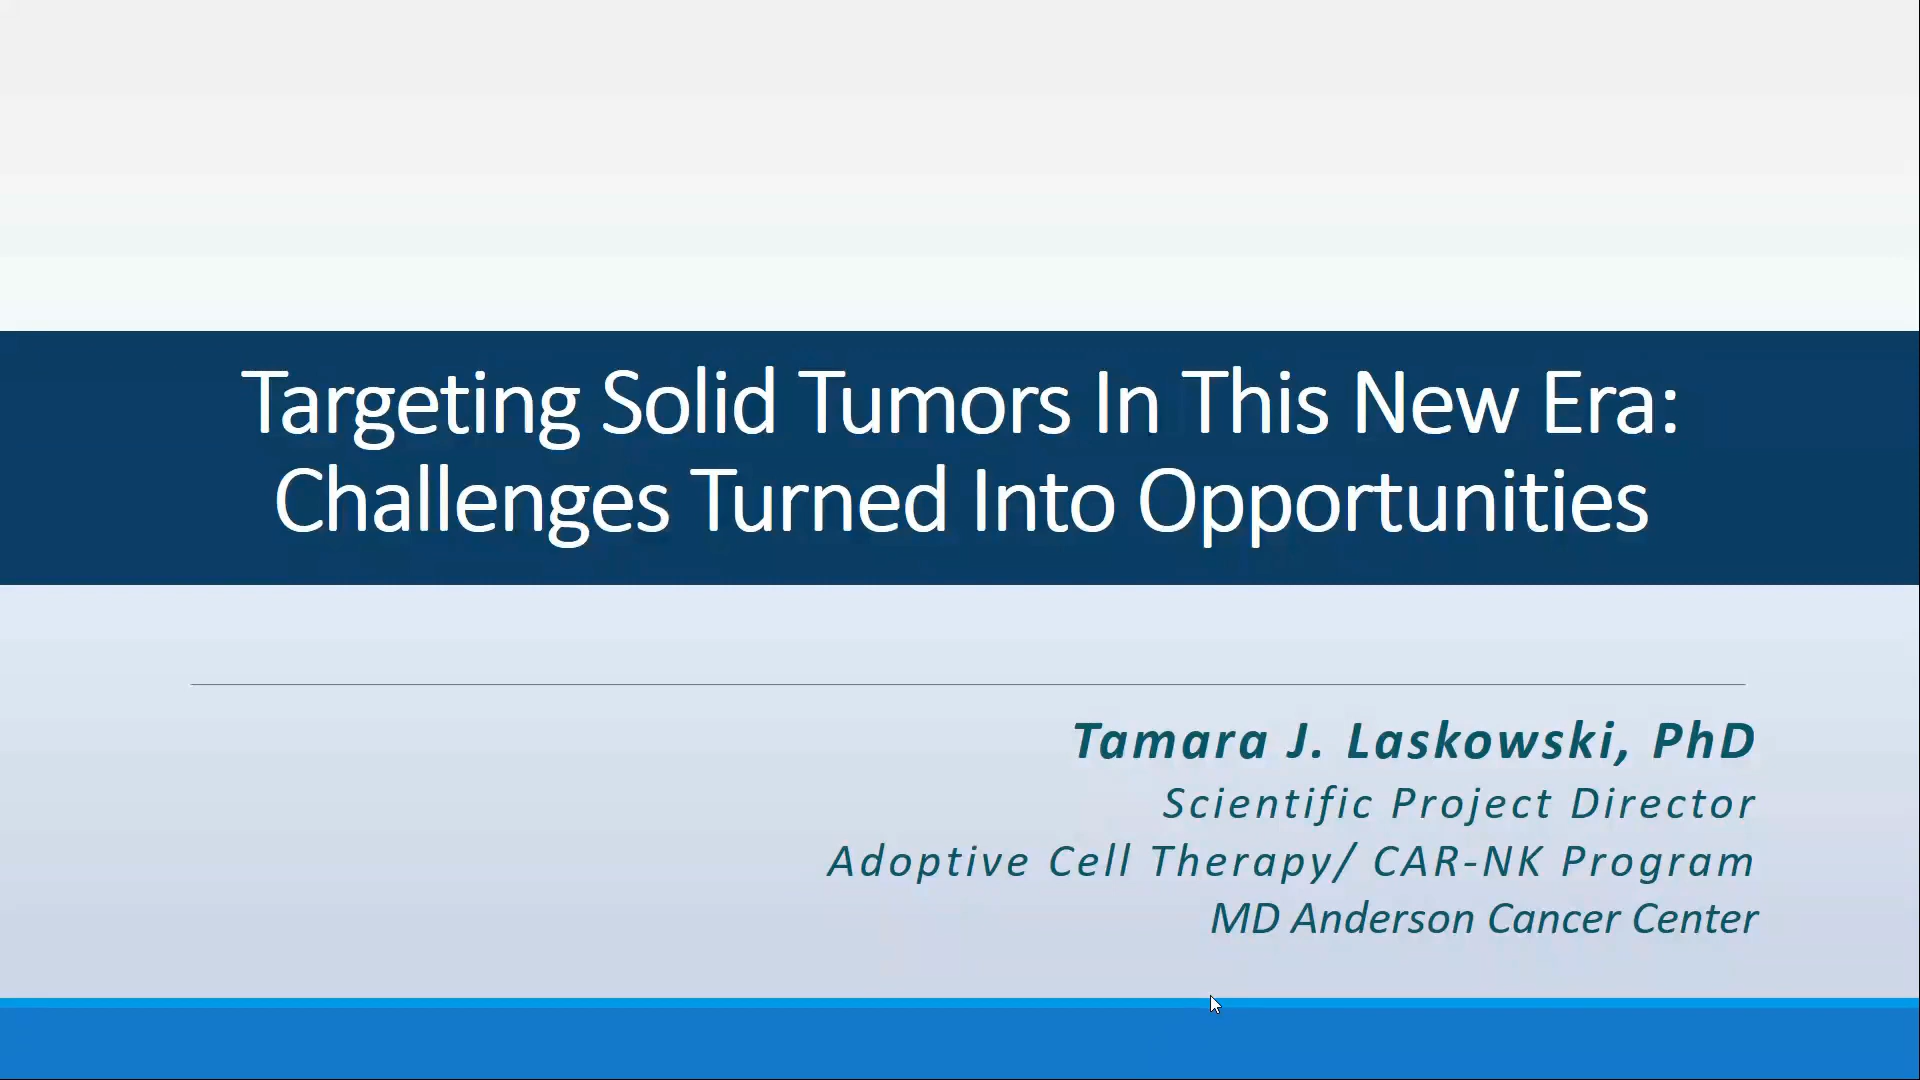 Targeting Solid Tumors In This New Era:
Challenges Turned Into Opportunities
Tamara J. Laskowski, PhD
Scientific Project Director
Adoptive Cell Therapy/ CAR-NK Program
MD Anderson Cancer Center